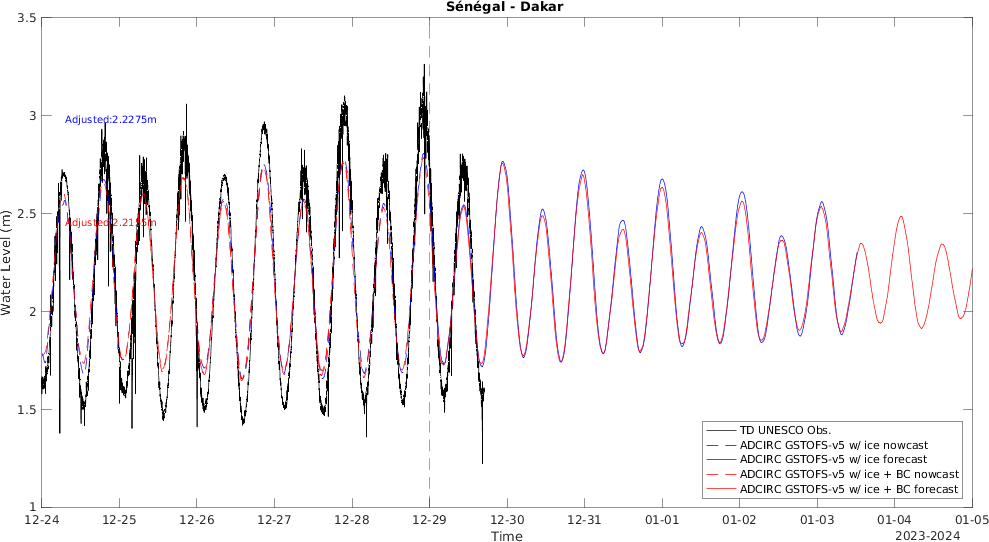 Sénégal - Dakar
3.5
3
2.5
2
1.5
1
Water Level (m)
Adjusted:2.2275m
Adjusted:2.2195m
TD UNESCO Obs.
ADCIRC GSTOFS-v5 w/ ice nowcast
ADCIRC GSTOFS-v5 w/ ice forecast
ADCIRC GSTOFS-v5 w/ ice + BC nowcast
ADCIRC GSTOFS-v5 w/ ice + BC forecast
12-24 12-25 12-26 12-27 12-28 12-29 12-30 12-31 01-01 01-02 01-03 01-04 01-05
Time
2023-2024